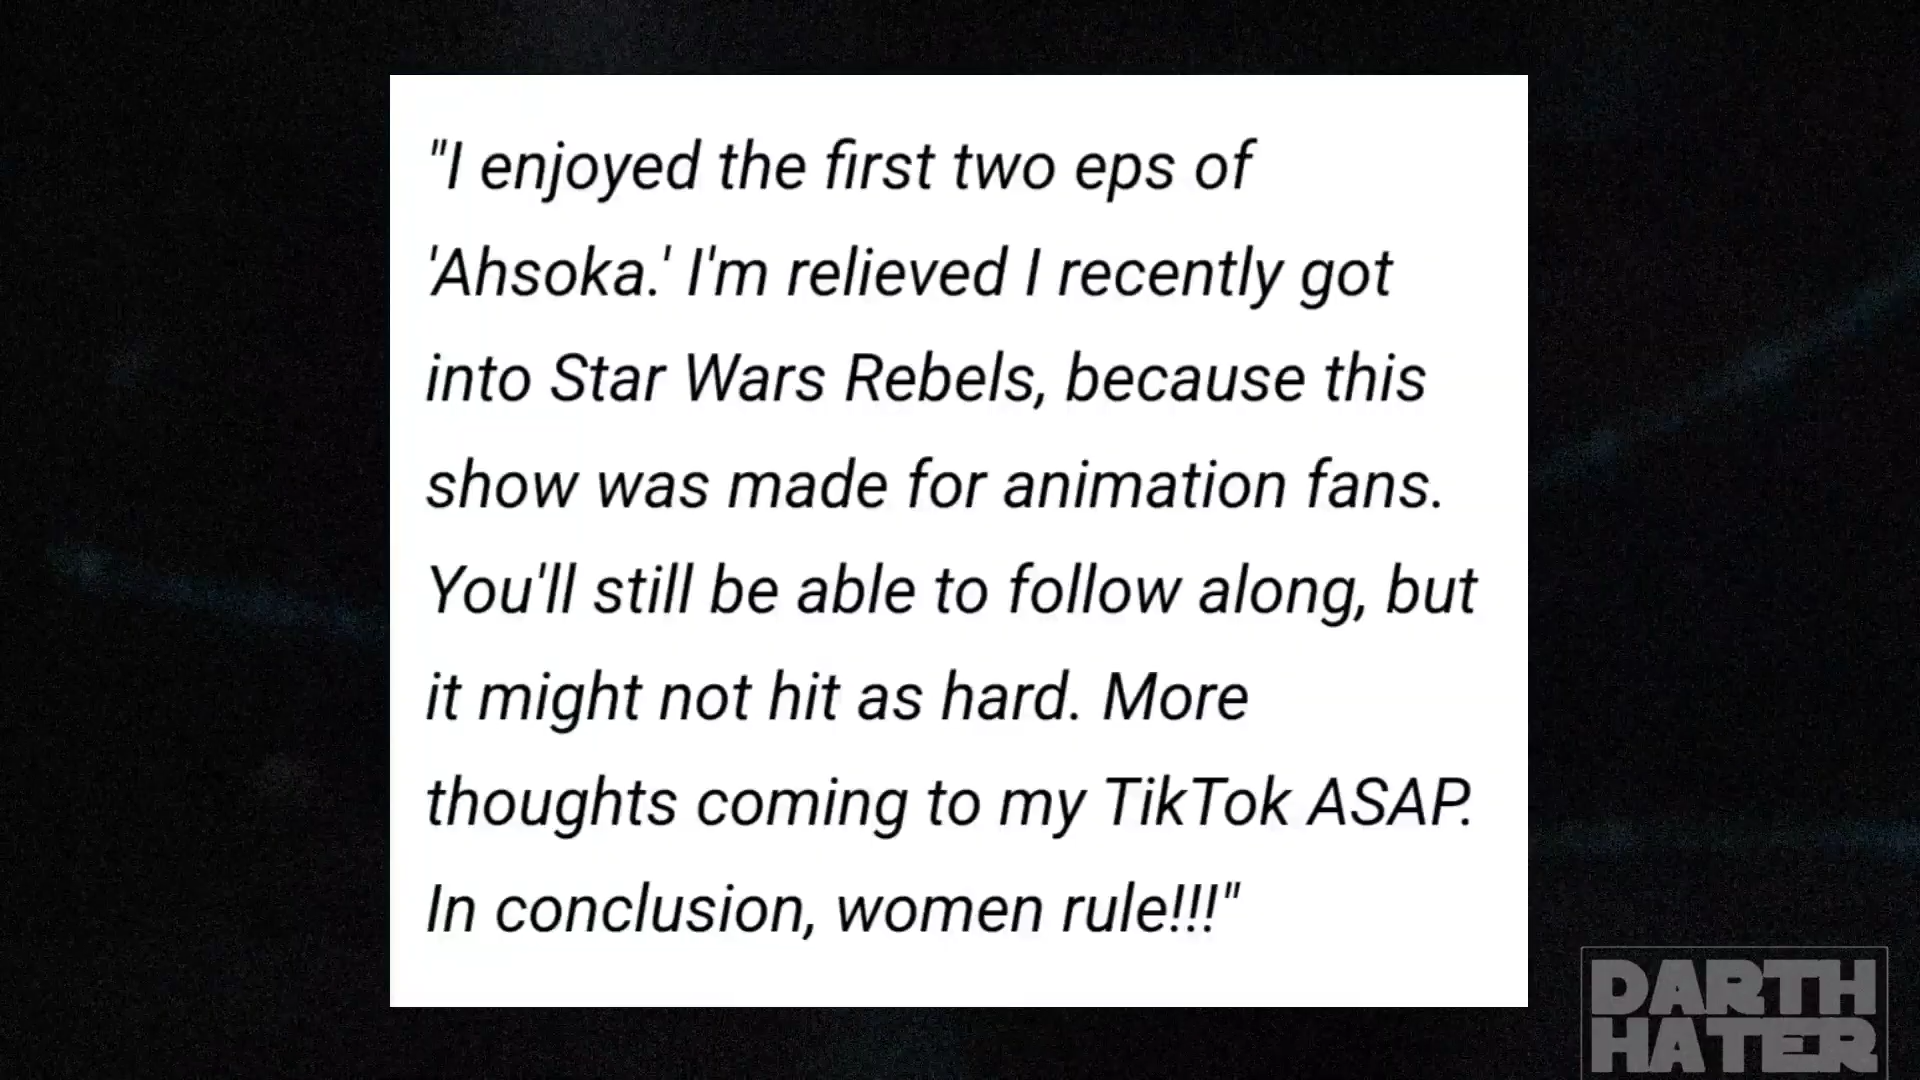 "I enjoyed the first two eps of
'Ahsoka.' I'm relieved I recently got
into Star Wars Rebels, because this
show was made for animation fans.
You'll still be able to follow along, but
it might not hit as hard. More
thoughts coming to my TikTok ASAP.
In conclusion, women rule!!!"
DARTH
HATER